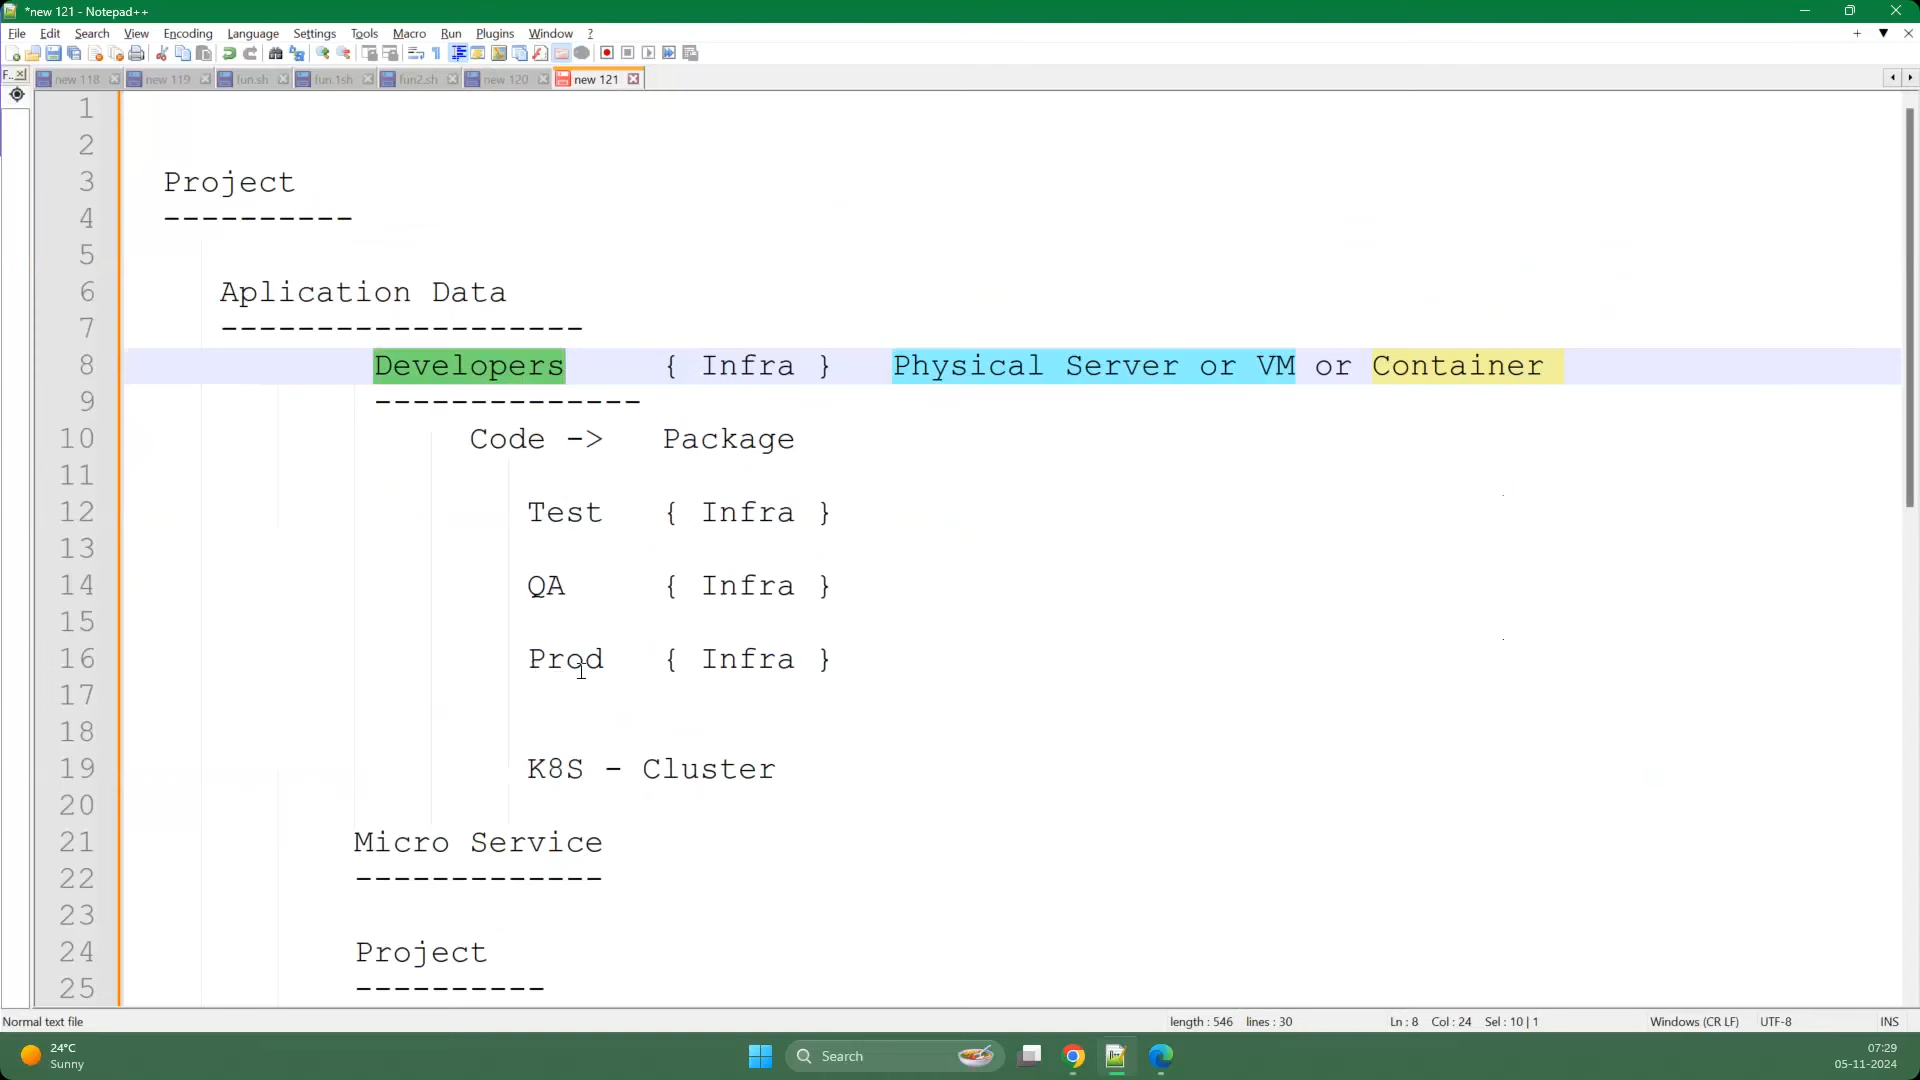 *new 121 - Notepad++
File Edit Search View Encoding Language Settings Tools Macro Run Plugins Window ?
F.. new 118 new 119 fun.sh fun.1sh fun2.sh new 120 new 121
1
2
3 Project
4 ----------
5
6 Aplication Data
7 -------------------
8 Developers { Infra } Physical Server or VM or Container
9 --------------
10 Code -> Package
11
12 Test { Infra }
13
14 QA { Infra }
15
16 Prod { Infra }
17
18
19 K8S - Cluster
20
21 Micro Service
22 -------------
23
24 Project
25 ----------
Normal text file length : 546 lines : 30 Ln : 8 Col : 24 Sel : 10 | 1 Windows (CR LF) UTF-8 INS
24°C
Sunny
Search
07:29
05-11-2024